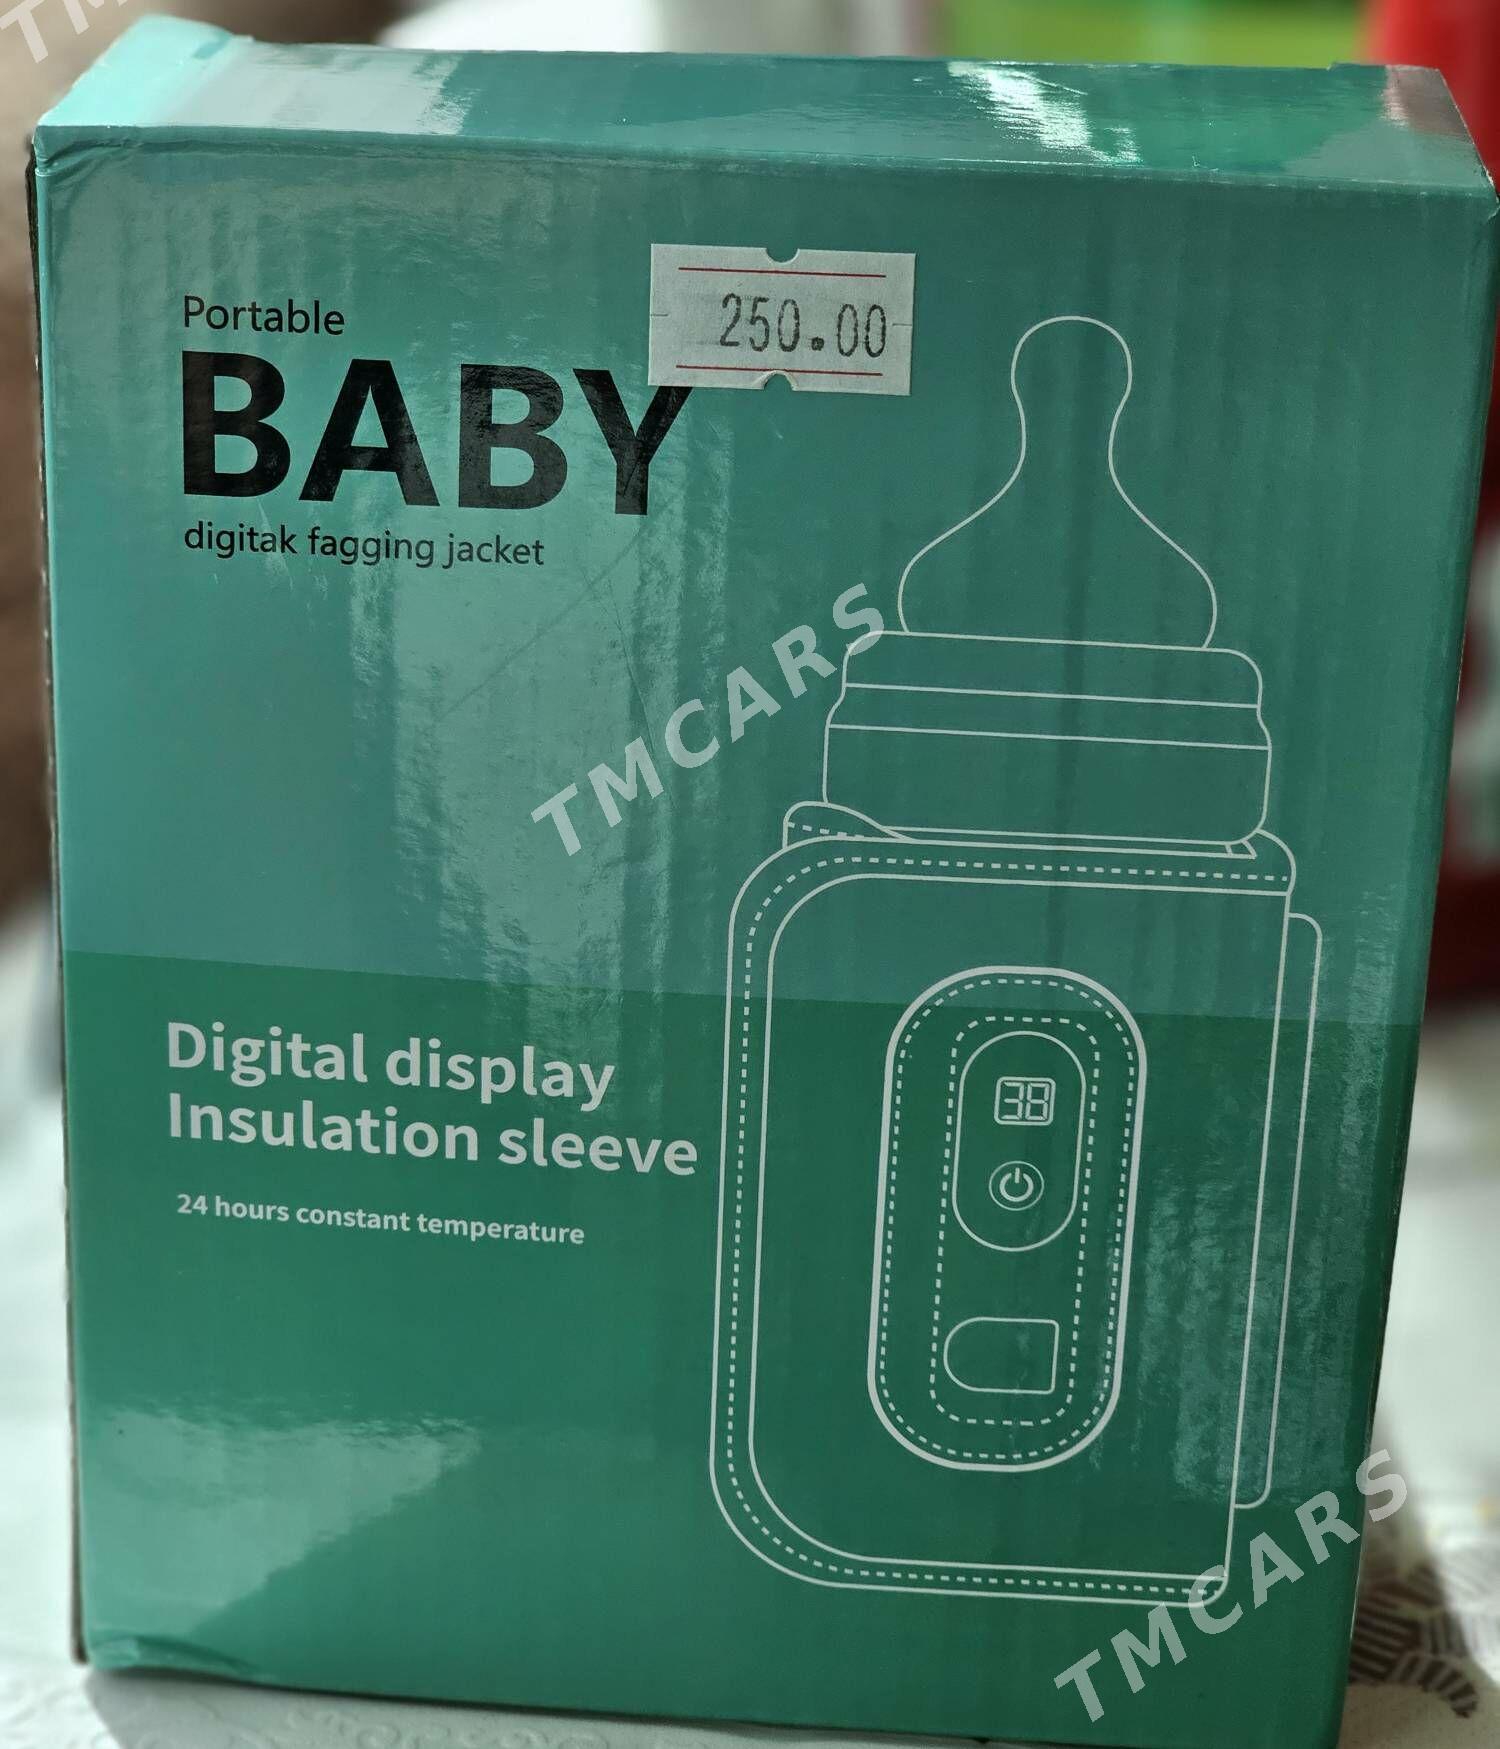 250.00
Portable
BABY
digitak fagging jacket
TMCARS
Digital display
Insulation sleeve
38
24 hours constant temperature
TMCARS